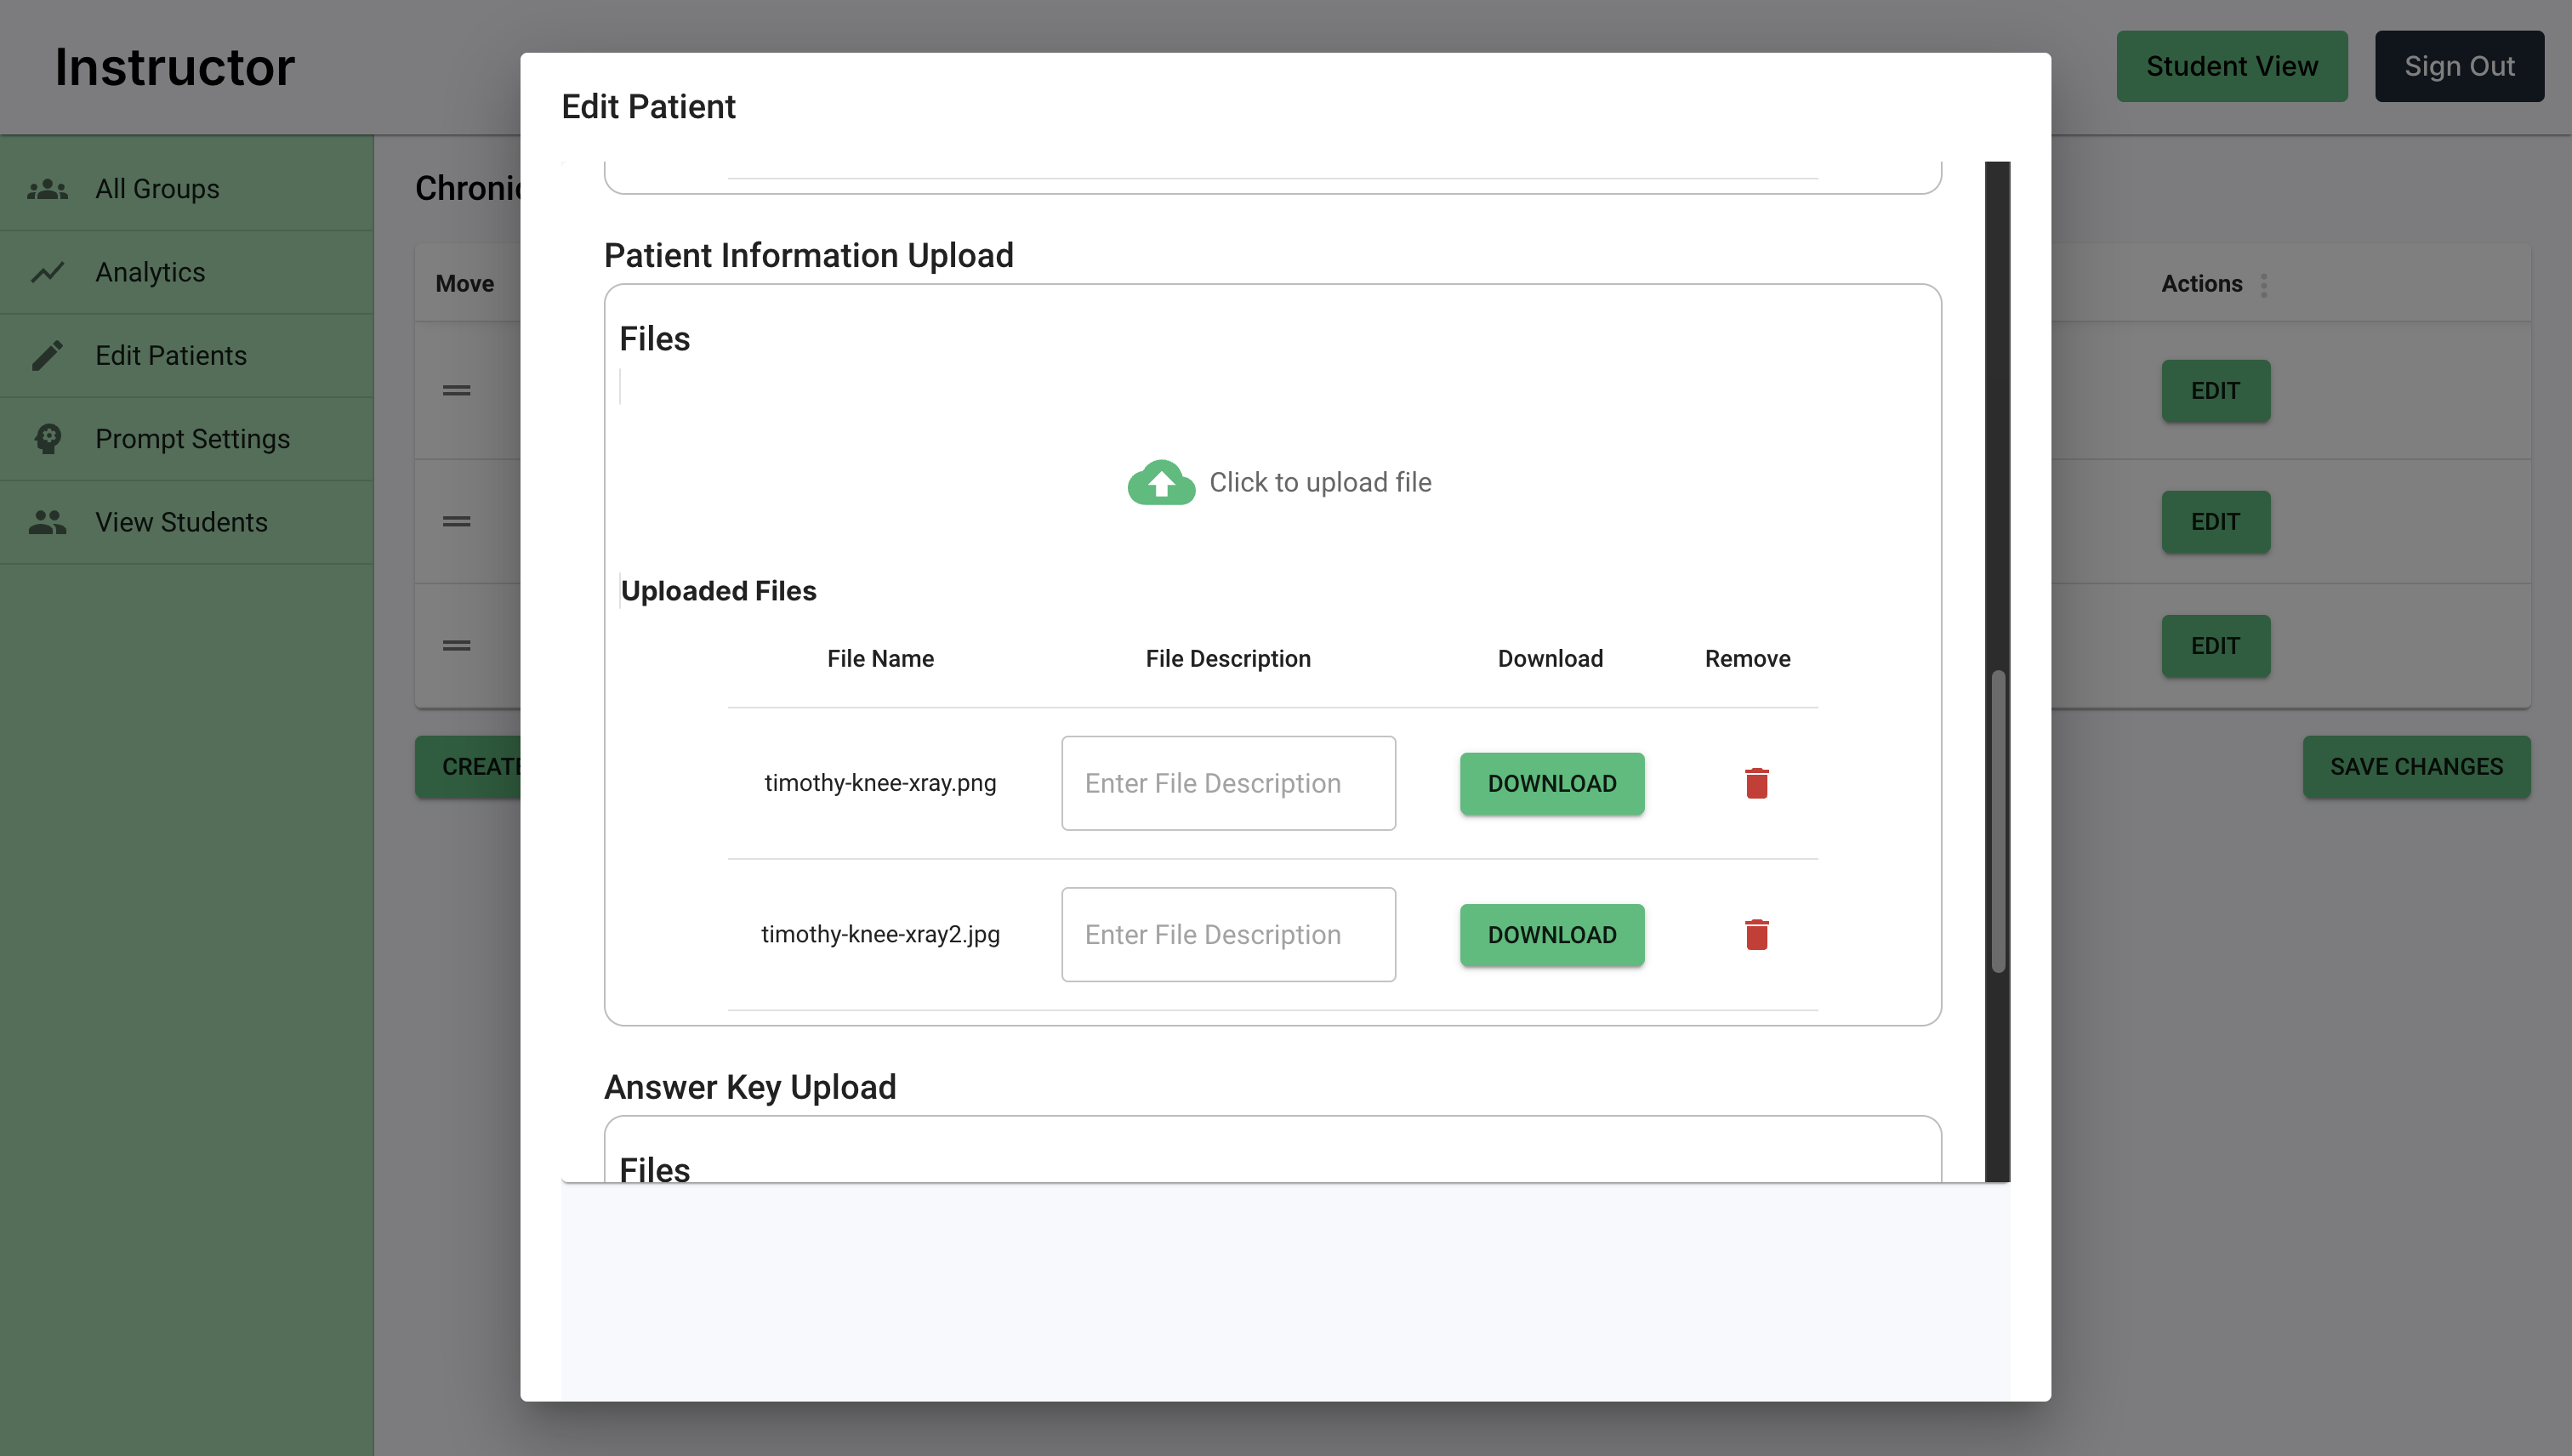 Instructor
Student View
Sign Out
All Groups
Analytics
Edit Patients
Prompt Settings
View Students
Chronic
Move
Actions
EDIT
EDIT
EDIT
CREATE
SAVE CHANGES
Edit Patient
Patient Information Upload
Files
Click to upload file
Uploaded Files
File Name File Description Download Remove
timothy-knee-xray.png Enter File Description DOWNLOAD
timothy-knee-xray2.jpg Enter File Description DOWNLOAD
Answer Key Upload
Files